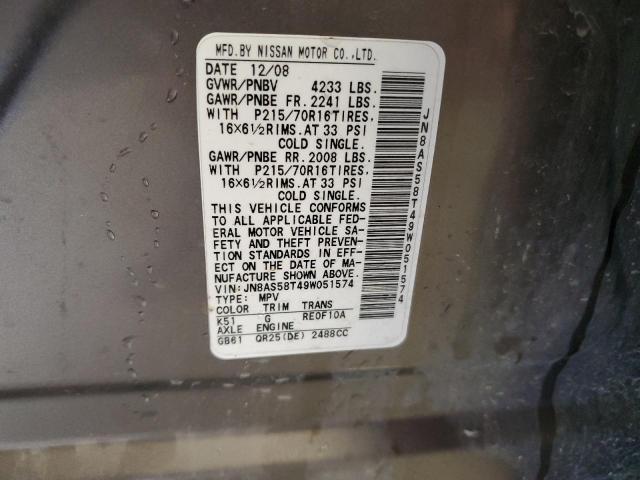 MFD. BY NISSAN MOTOR CO.,LTD.
DATE 12/08
GVWR/PNBV 4233 LBS.
GAWR/PNBE FR. 2241 LBS.
WITH P215/70R16TIRES,
16X6½RIMS.AT 33 PSI
COLD SINGLE.
GAWR/PNBE RR. 2008 LBS.
WITH P215/70R16TIRES,
16X6½RIMS.AT 33 PSI
COLD SINGLE.
THIS VEHICLE CONFORMS
TO ALL APPLICABLE FED-
ERAL MOTOR VEHICLE SA-
FETY AND THEFT PREVEN-
TION STANDARDS IN EFF-
ECT ON THE DATE OF MA-
NUFACTURE SHOWN ABOVE.
VIN: JN8AS58T49W051574
TYPE: MPV
COLOR TRIM TRANS
K51 G RE0F10A
AXLE ENGINE
GB61 QR25(DE) 2488CC
JN8AS58T49W051574